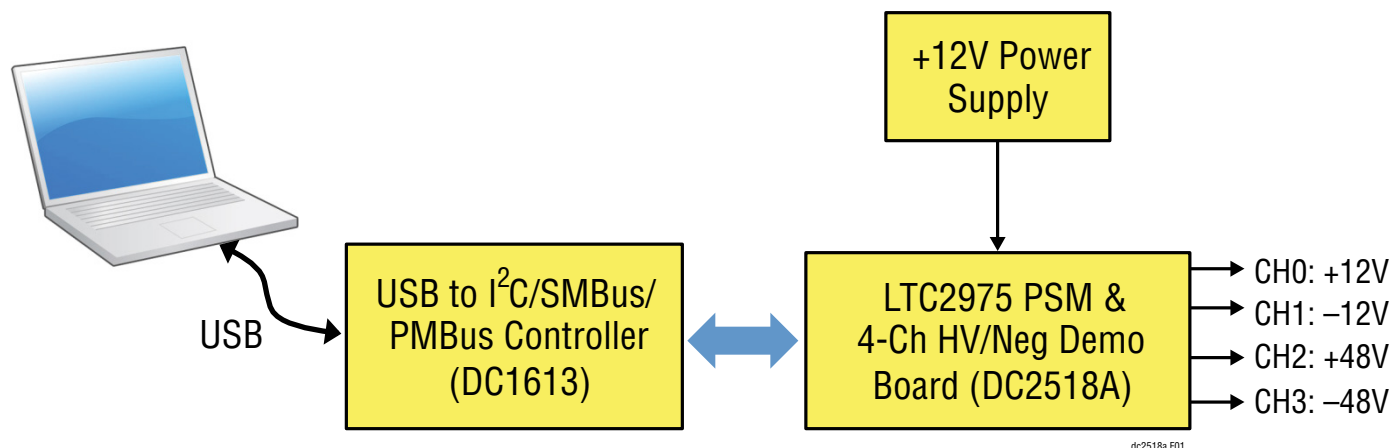 +12V Power
Supply
USB
USB to I²C/SMBus/
PMBus Controller
(DC1613)
LTC2975 PSM &
4-Ch HV/Neg Demo
Board (DC2518A)
CH0: +12V
CH1: –12V
CH2: +48V
CH3: –48V
dc2518a F01